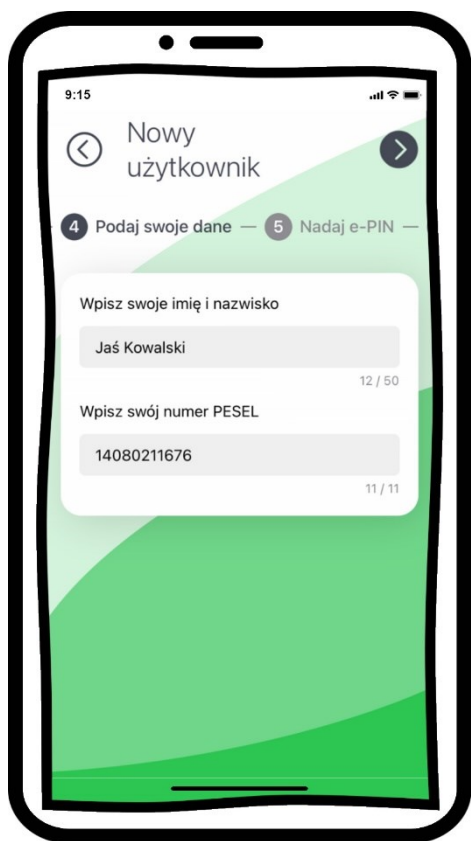 9:15
Nowy
użytkownik
4 Podaj swoje dane — 5 Nadaj e-PIN —
Wpisz swoje imię i nazwisko
Jaś Kowalski
12 / 50
Wpisz swój numer PESEL
14080211676
11 / 11